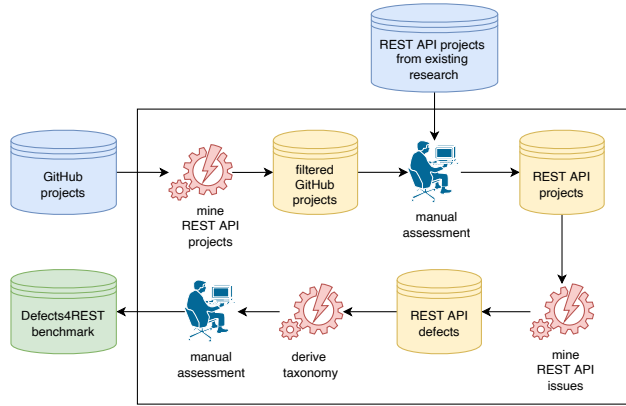 REST API projects
from existing
research
GitHub
projects
mine
REST API
projects
filtered
GitHub
projects
manual
assessment
REST API
projects
Defects4REST
benchmark
manual
assessment
derive
taxonomy
REST API
defects
mine
REST API
issues